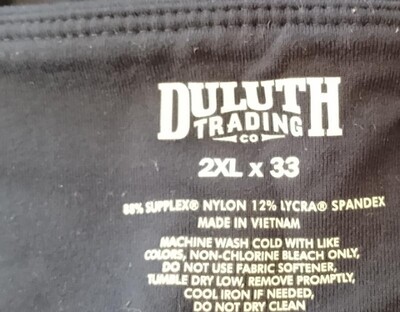 DULUTH
TRADING
CO
2XL x 33
88% SUPPLEX® NYLON 12% LYCRA® SPANDEX
MADE IN VIETNAM
MACHINE WASH COLD WITH LIKE
COLORS, NON-CHLORINE BLEACH ONLY,
DO NOT USE FABRIC SOFTENER,
TUMBLE DRY LOW, REMOVE PROMPTLY,
COOL IRON IF NEEDED,
DO NOT DRY CLEAN